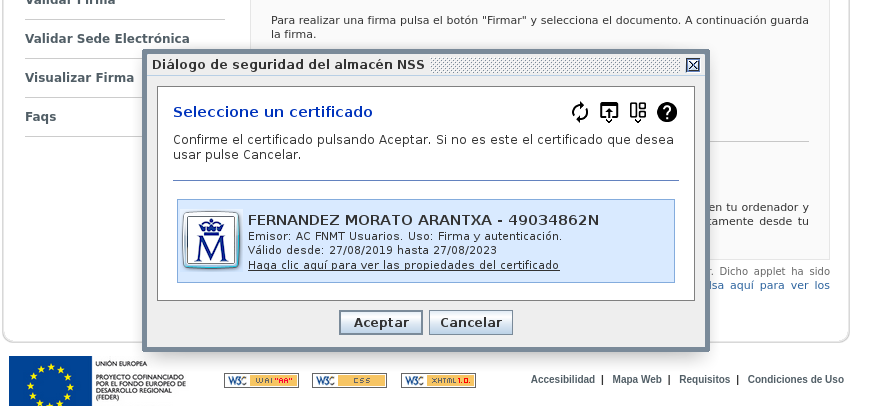 Validar Firma
Para realizar una firma pulsa el botón "Firmar" y selecciona el documento. A continuación guarda
la firma.
Validar Sede Electrónica
Visualizar Firma
Faqs
Diálogo de seguridad del almacén NSS
Seleccione un certificado
Confirme el certificado pulsando Aceptar. Si no es este el certificado que desea
usar pulse Cancelar.
FERNANDEZ MORATO ARANTXA - 49034862N
Emisor: AC FNMT Usuarios. Uso: Firma y autenticación.
Válido desde: 27/08/2019 hasta 27/08/2023
Haga clic aquí para ver las propiedades del certificado
Aceptar
Cancelar
en tu ordenador y
tamente desde tu
r. Dicho applet ha sido
lsa aquí para ver los
UNIÓN EUROPEA
PROYECTO COFINANCIADO
POR EL FONDO EUROPEO DE
DESARROLLO REGIONAL
(FEDER)
W3C WAI "AA"
W3C CSS
W3C XHTML 1.0
Accesibilidad | Mapa Web | Requisitos | Condiciones de Uso